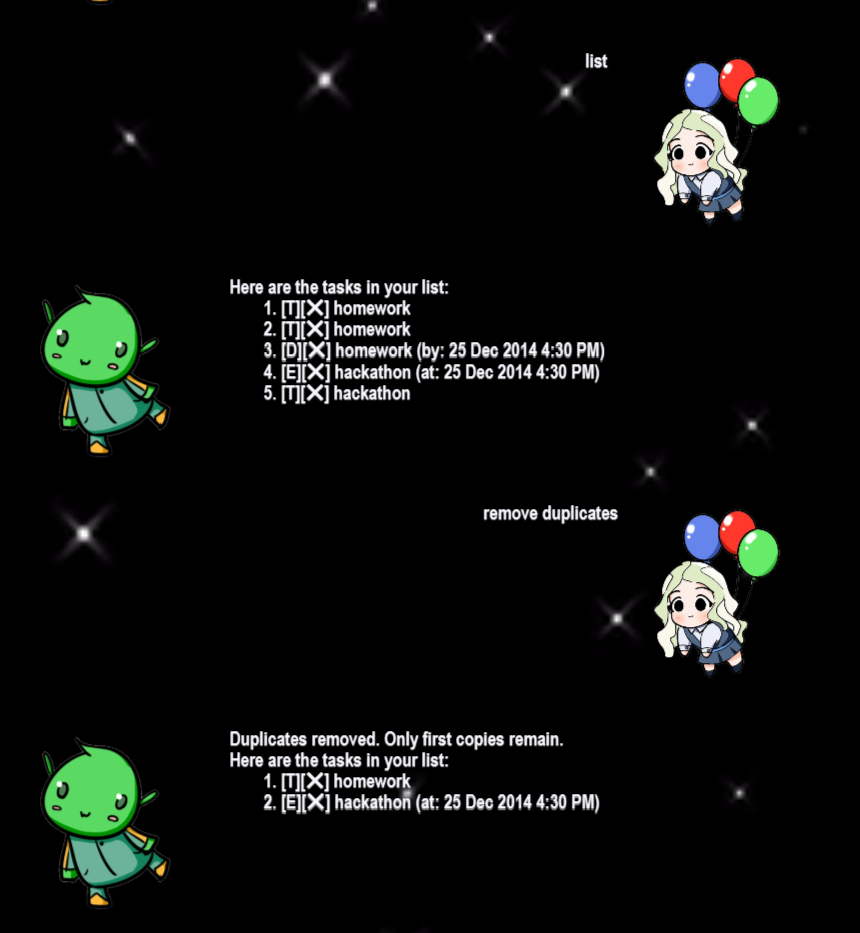 list
Here are the tasks in your list:
1. [T][✕] homework
2. [T][✕] homework
3. [D][✕] homework (by: 25 Dec 2014 4:30 PM)
4. [E][✕] hackathon (at: 25 Dec 2014 4:30 PM)
5. [T][✕] hackathon
remove duplicates
Duplicates removed. Only first copies remain.
Here are the tasks in your list:
1. [T][✕] homework
2. [E][✕] hackathon (at: 25 Dec 2014 4:30 PM)